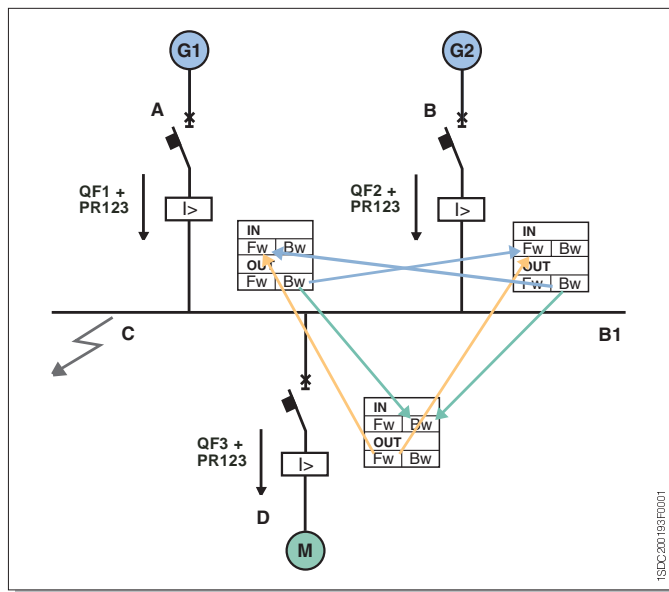 G1
G2
A
B
QF1 +
PR123
I>
QF2 +
PR123
I>
IN
Fw Bw
OUT
Fw Bw
IN
Fw Bw
OUT
Fw Bw
C
B1
QF3 +
PR123
I>
IN
Fw Bw
OUT
Fw Bw
D
M
1SDC200193F0001